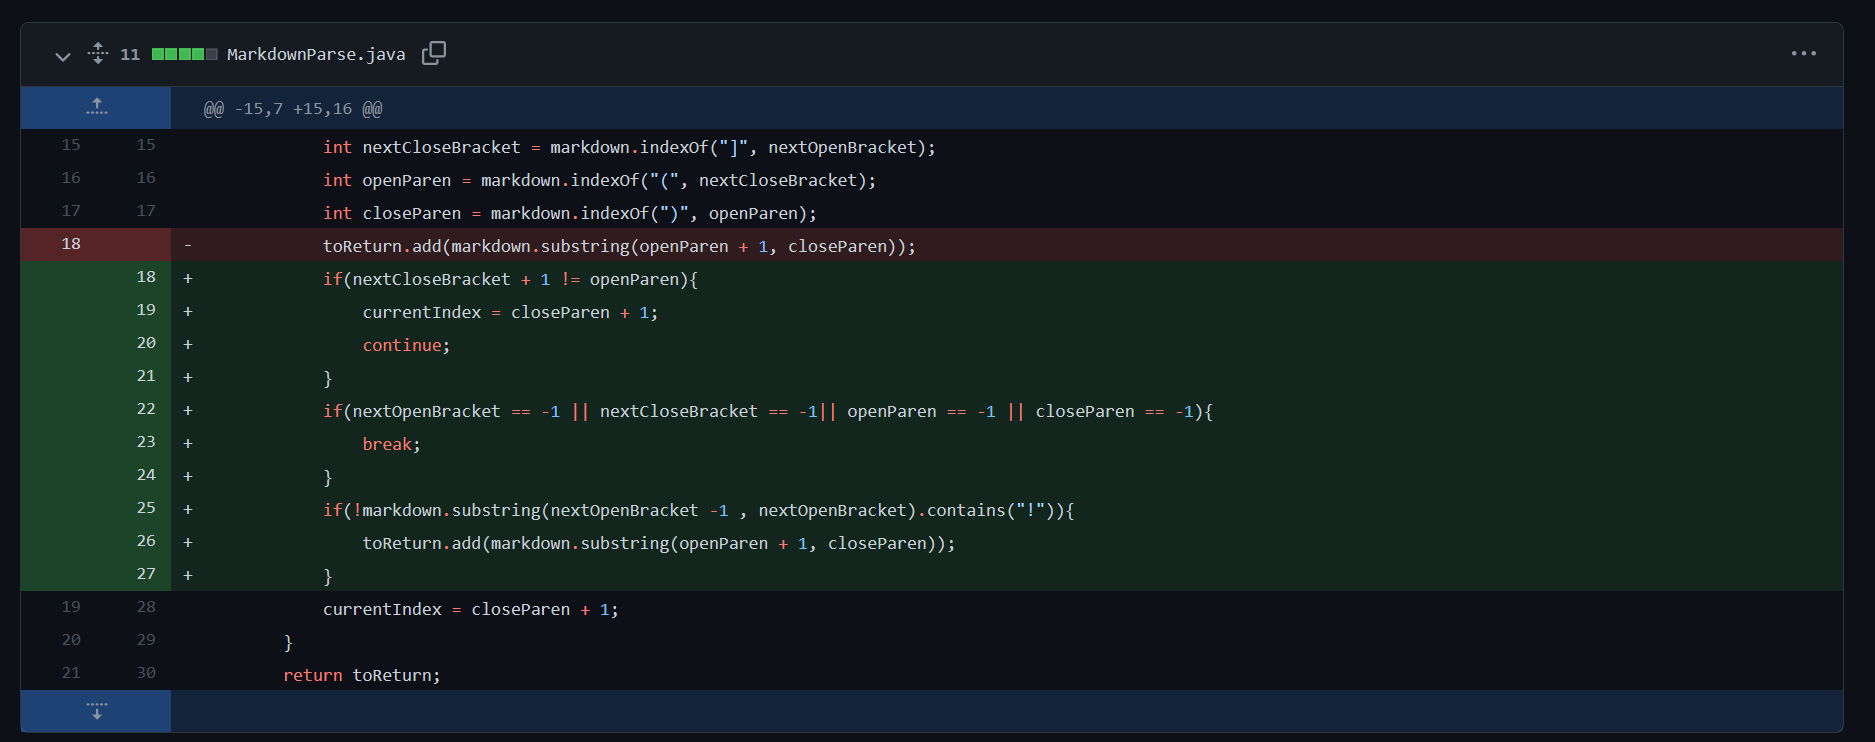 11 MarkdownParse.java
@@ -15,7 +15,16 @@
15 15 int nextCloseBracket = markdown.indexOf("]", nextOpenBracket);
16 16 int openParen = markdown.indexOf("(", nextCloseBracket);
17 17 int closeParen = markdown.indexOf(")", openParen);
18 - toReturn.add(markdown.substring(openParen + 1, closeParen));
18 + if(nextCloseBracket + 1 != openParen){
19 + currentIndex = closeParen + 1;
20 + continue;
21 + }
22 + if(nextOpenBracket == -1 || nextCloseBracket == -1|| openParen == -1 || closeParen == -1){
23 + break;
24 + }
25 + if(!markdown.substring(nextOpenBracket -1 , nextOpenBracket).contains("!")){
26 + toReturn.add(markdown.substring(openParen + 1, closeParen));
27 + }
19 28 currentIndex = closeParen + 1;
20 29 }
21 30 return toReturn;